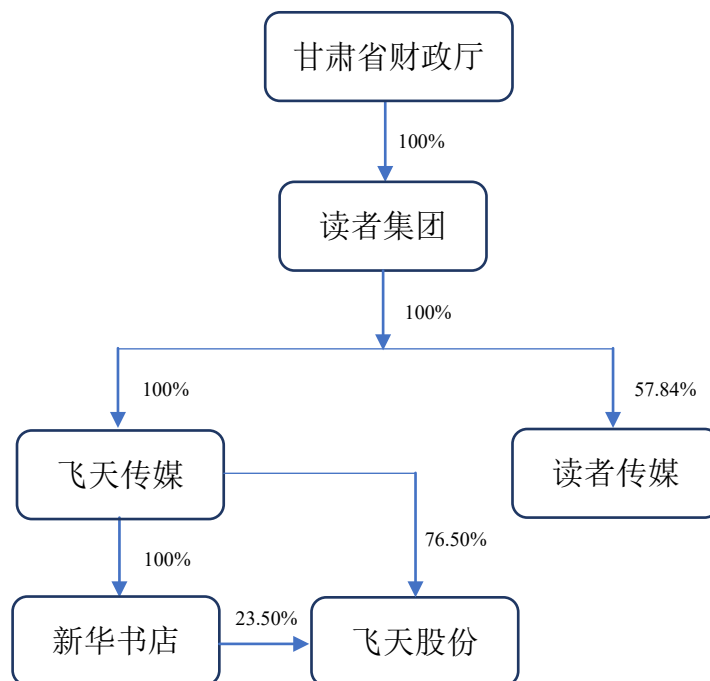 甘肃省财政厅
100%
读者集团
100%
100%
57.84%
飞天传媒
读者传媒
76.50%
100%
新华书店
23.50%
飞天股份